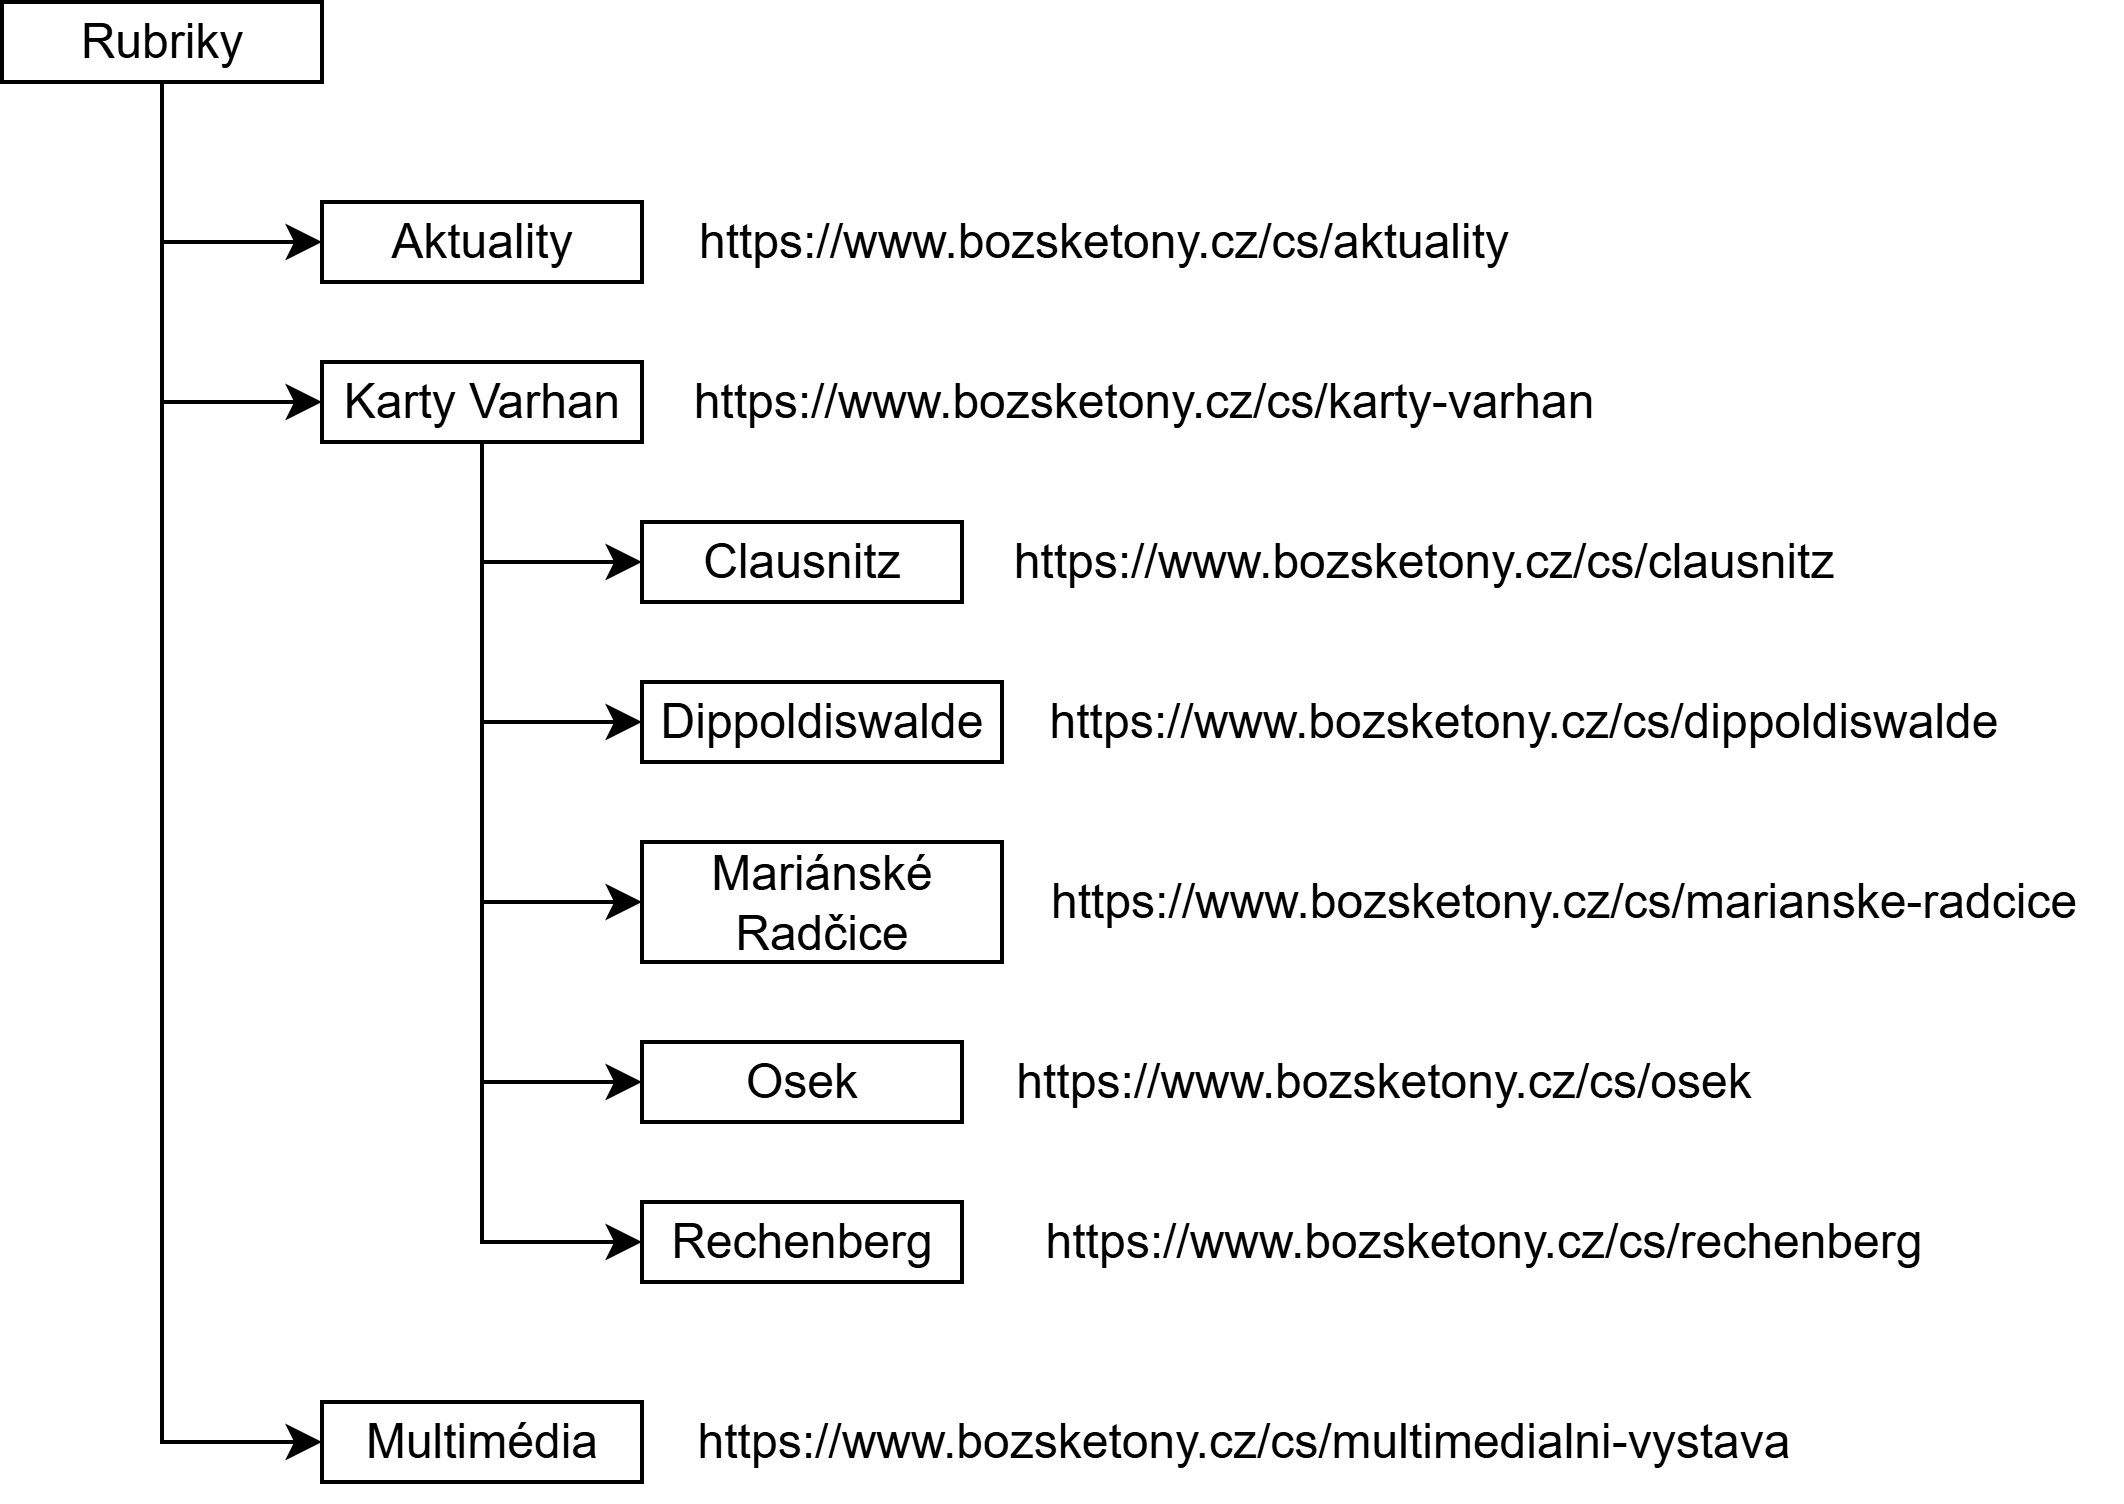 Rubriky
Aktuality
https://www.bozsketony.cz/cs/aktuality
Karty Varhan
https://www.bozsketony.cz/cs/karty-varhan
Clausnitz
https://www.bozsketony.cz/cs/clausnitz
Dippoldiswalde
https://www.bozsketony.cz/cs/dippoldiswalde
Mariánské
Radčice
https://www.bozsketony.cz/cs/marianske-radcice
Osek
https://www.bozsketony.cz/cs/osek
Rechenberg
https://www.bozsketony.cz/cs/rechenberg
Multimédia
https://www.bozsketony.cz/cs/multimedialni-vystava